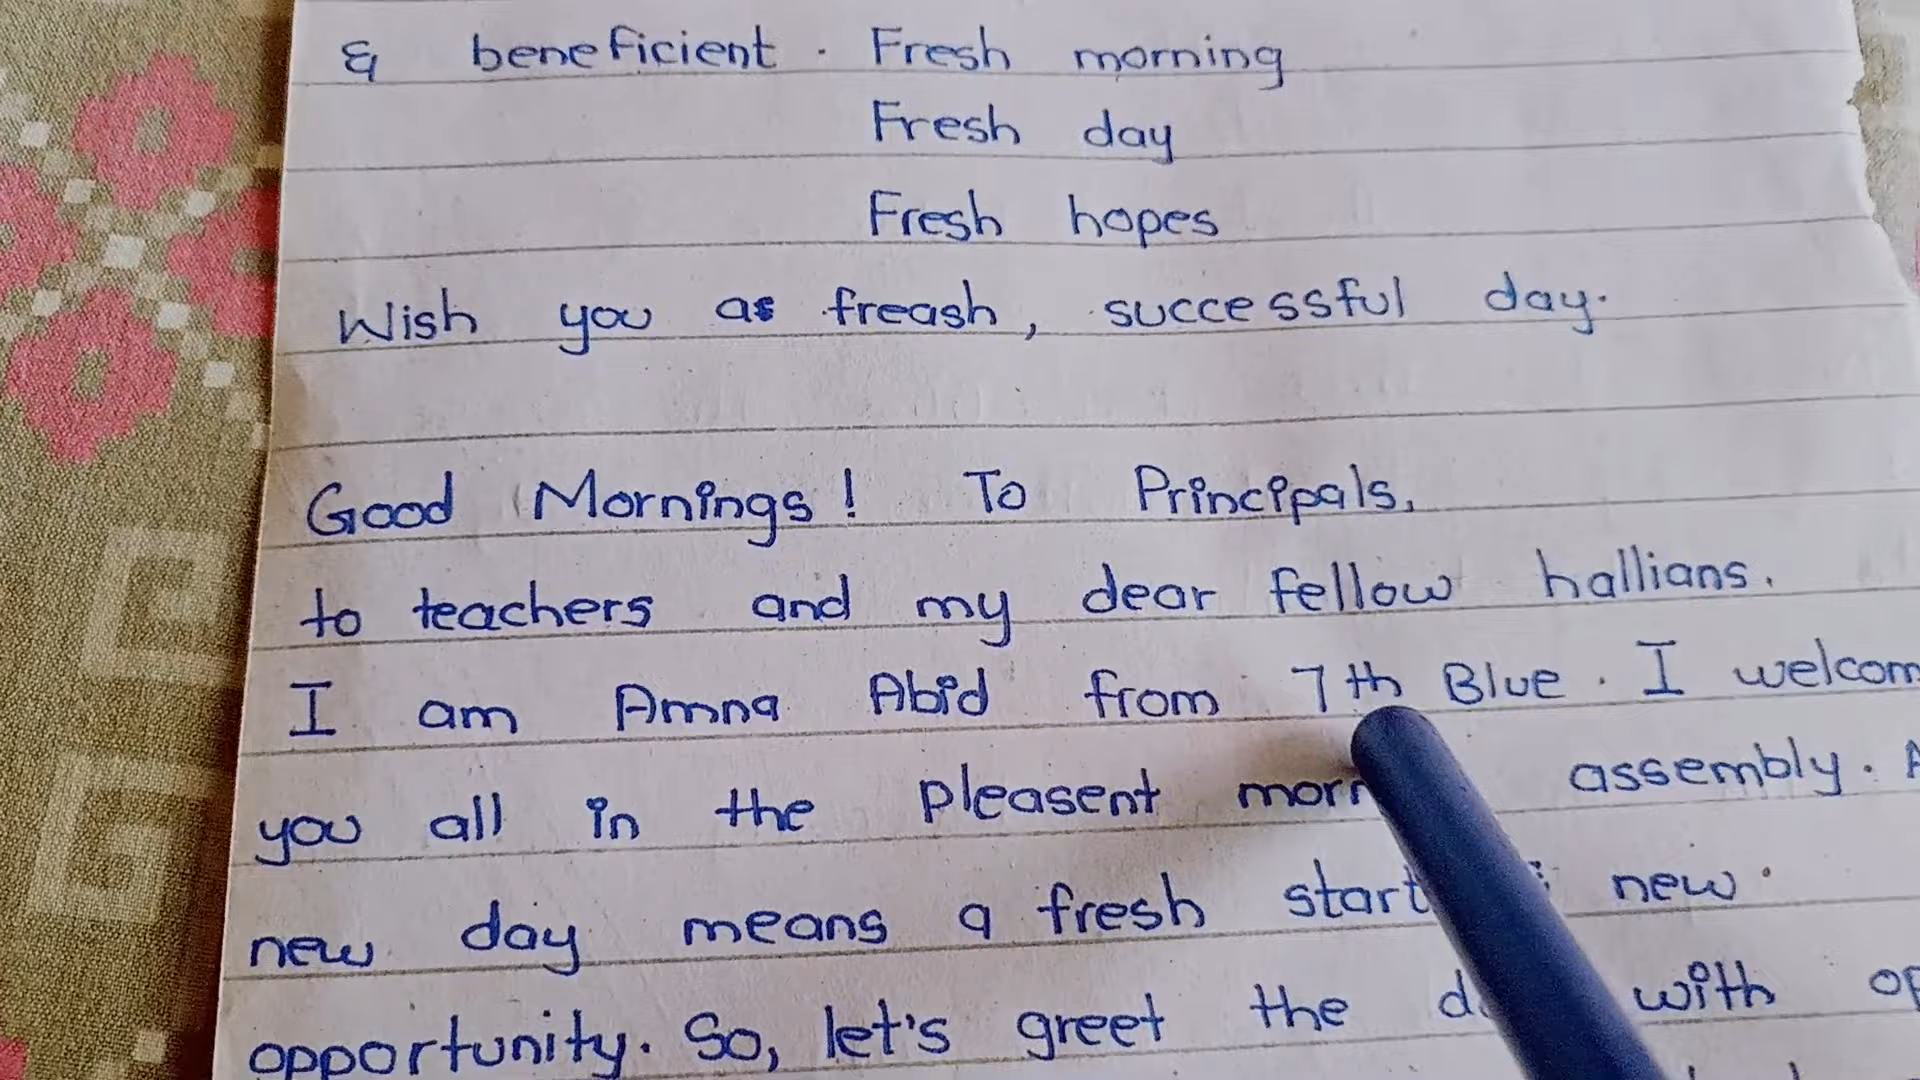 & beneficient. Fresh morning
Fresh day
Fresh hopes
Wish you as freash, successful day.
Good Mornings! To Principals,
to teachers and my dear fellow hallians.
I am Amna Abid from 7th Blue. I welcom
you all in the pleasent morn assembly. A
new day means a fresh start new
opportunity. So, let's greet the with